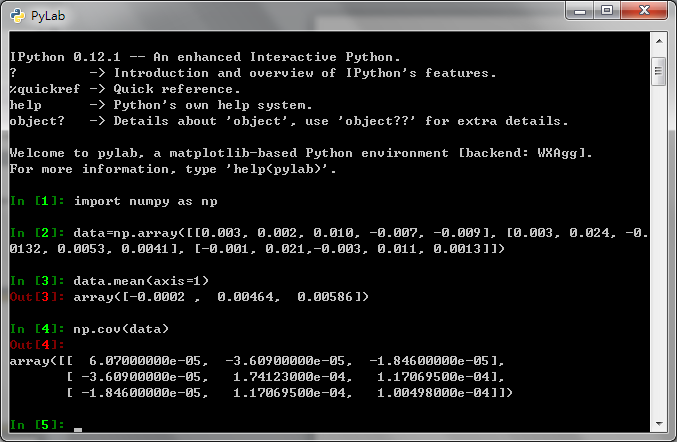 PyLab
IPython 0.12.1 -- An enhanced Interactive Python.
?         -> Introduction and overview of IPython's features.
%quickref -> Quick reference.
help      -> Python's own help system.
object?   -> Details about 'object', use 'object??' for extra details.
Welcome to pylab, a matplotlib-based Python environment [backend: WXAgg].
For more information, type 'help(pylab)'.
In [1]: import numpy as np
In [2]: data=np.array([[0.003, 0.002, 0.010, -0.007, -0.009], [0.003, 0.024, -0.
0132, 0.0053, 0.0041], [-0.001, 0.021,-0.003, 0.011, 0.0013]])
In [3]: data.mean(axis=1)
Out[3]: array([-0.0002 ,  0.00464,  0.00586])
In [4]: np.cov(data)
Out[4]:
array([[  6.07000000e-05,  -3.60900000e-05,  -1.84600000e-05],
       [ -3.60900000e-05,   1.74123000e-04,   1.17069500e-04],
       [ -1.84600000e-05,   1.17069500e-04,   1.00498000e-04]])
In [5]: